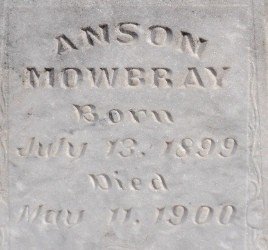 ANSON
MOWBRAY
Born
July 13, 1899
Died
May 11, 1900